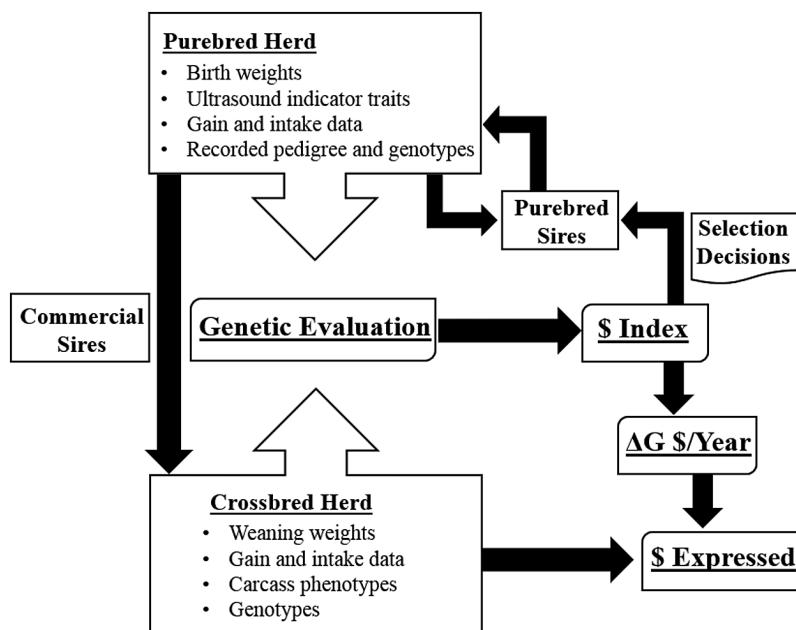 Purebred Herd
• Birth weights
• Ultrasound indicator traits
• Gain and intake data
• Recorded pedigree and genotypes
Purebred
Sires
Selection
Decisions
Commercial
Sires
Genetic Evaluation
$ Index
ΔG $/Year
Crossbred Herd
• Weaning weights
• Gain and intake data
• Carcass phenotypes
• Genotypes
$ Expressed